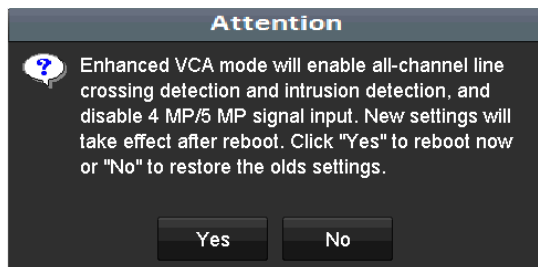 Attention
Enhanced VCA mode will enable all-channel line
crossing detection and intrusion detection, and
disable 4 MP/5 MP signal input. New settings will
take effect after reboot. Click "Yes" to reboot now
or "No" to restore the olds settings.
Yes No